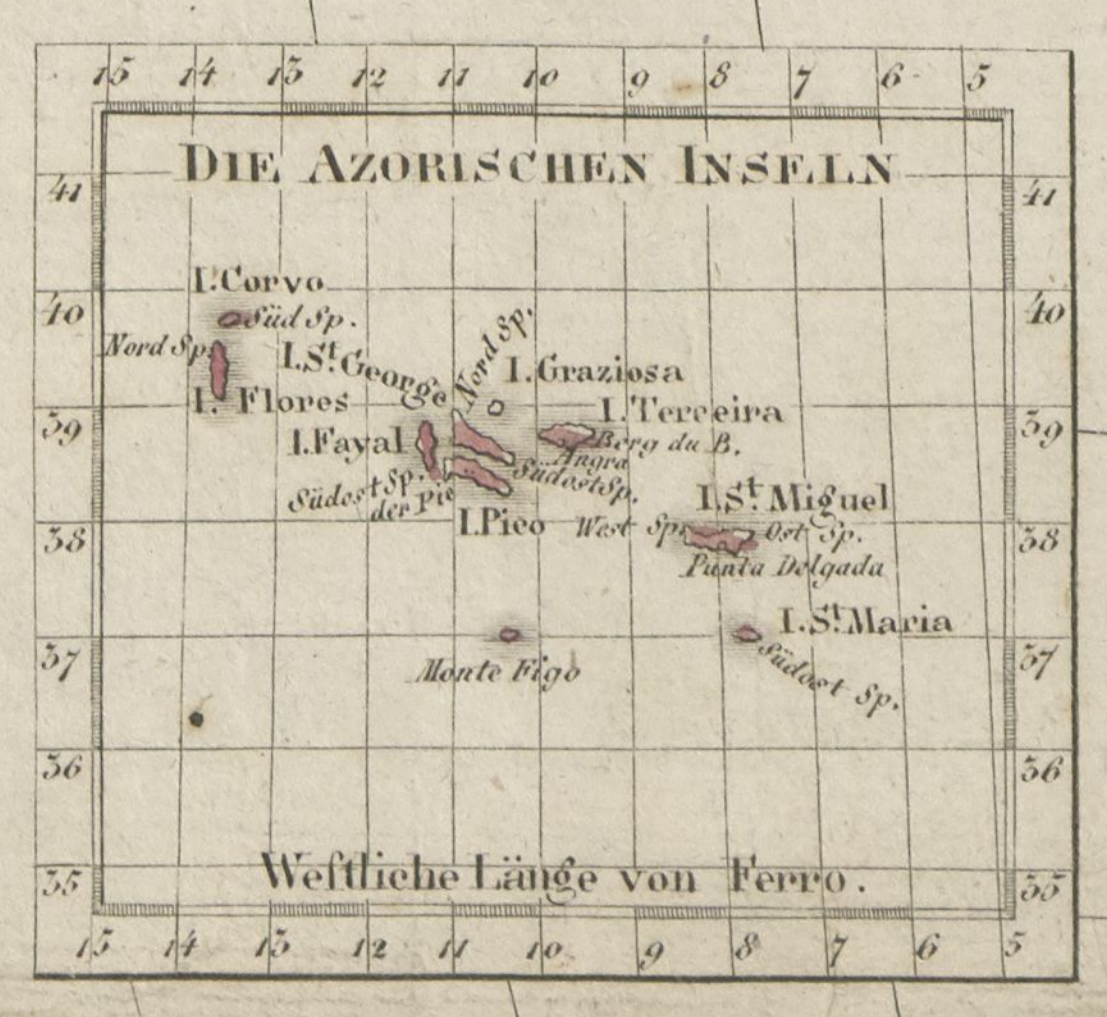 15 14 13 12 11 10 9 8 7 6 5
DIE AZORISCHEN INSELN
41 41
I. Corvo
40 40
Süd Sp.
Nord Sp.
I. St. George
Nord Sp.
I. Graziosa
I. Flores
I. Terceira
39 39
I. Fayal
Berg du B.
Angra
Südost Sp.
Südost Sp.
der Pie
I. St. Miguel
I. Pico
West Sp.
Ost Sp.
38 38
Punta Delgada
I. St. Maria
37 37
Monte Figo
Südost Sp.
36 36
35 35
Weſtliche Länge von Ferro.
15 14 13 12 11 10 9 8 7 6 5